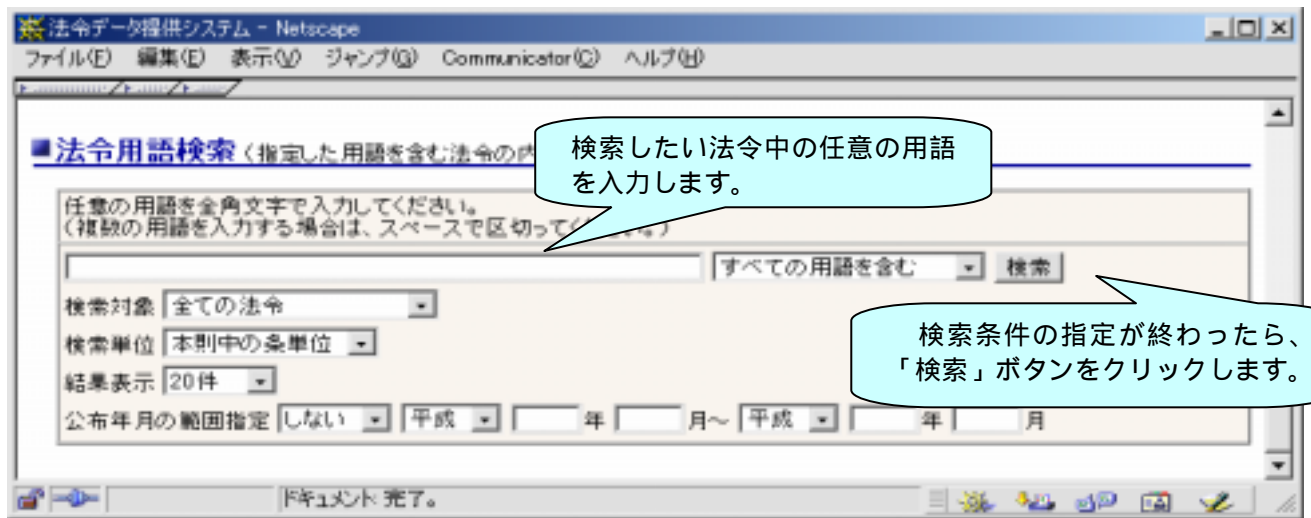 法令データ提供システム - Netscape
ファイル(F) 編集(E) 表示(V) ジャンプ(G) Communicator(C) ヘルプ(H)
■法令用語検索（指定した用語を含む法令の内
検索したい法令中の任意の用語
を入力します。
任意の用語を全角文字で入力してください。
（複数の用語を入力する場合は、スペースで区切ってください。）
すべての用語を含む 検索
検索対象 全ての法令
検索単位 本則中の条単位
結果表示 20件
検索条件の指定が終わったら、
「検索」ボタンをクリックします。
公布年月の範囲指定 しない 平成 年 月～ 平成 年 月
ドキュメント: 完了。